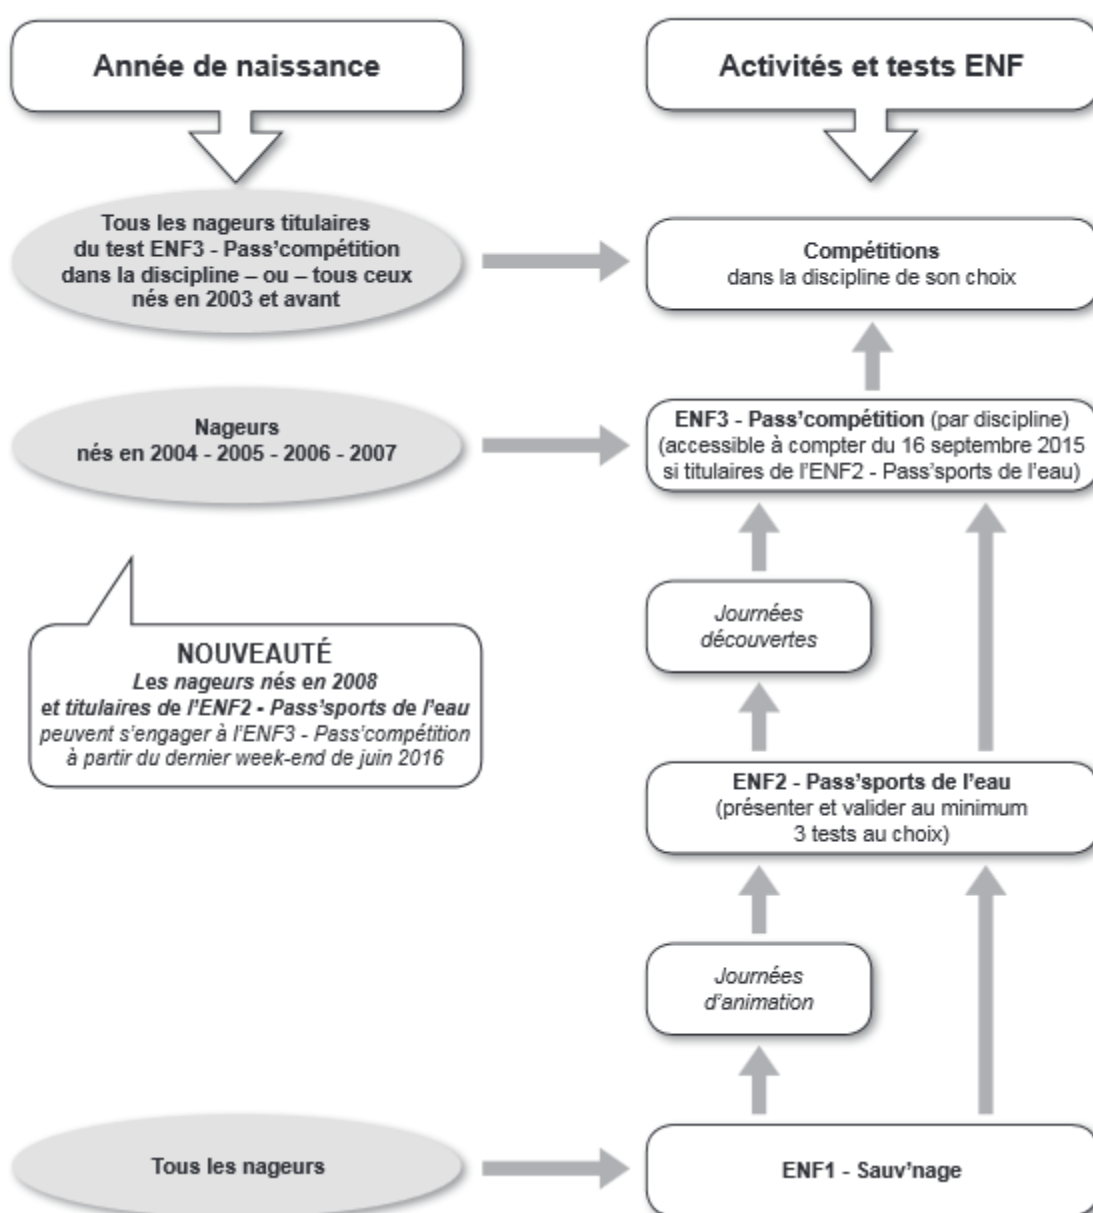 Année de naissance
Activités et tests ENF
Tous les nageurs titulaires
du test ENF3 - Pass'compétition
dans la discipline – ou – tous ceux
nés en 2003 et avant
Compétitions
dans la discipline de son choix
Nageurs
nés en 2004 - 2005 - 2006 - 2007
ENF3 - Pass'compétition (par discipline)
(accessible à compter du 16 septembre 2015
si titulaires de l'ENF2 - Pass'sports de l'eau)
Journées
découvertes
NOUVEAUTÉ
Les nageurs nés en 2008
et titulaires de l'ENF2 - Pass'sports de l'eau
peuvent s'engager à l'ENF3 - Pass'compétition
à partir du dernier week-end de juin 2016
ENF2 - Pass'sports de l'eau
(présenter et valider au minimum
3 tests au choix)
Journées
d'animation
Tous les nageurs
ENF1 - Sauv'nage